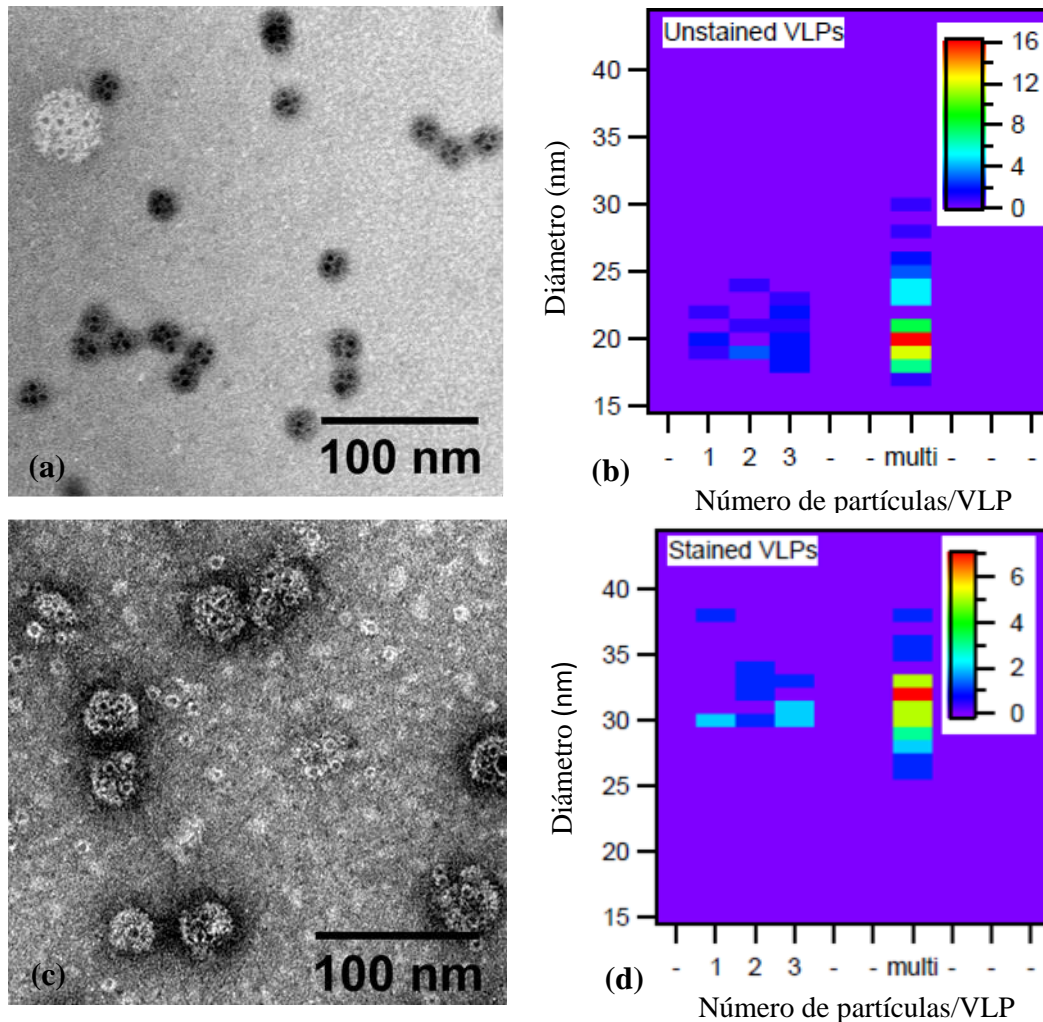 100 nm
(a)
Unstained VLPs
16
12
8
4
0
40
35
30
25
20
15
Diámetro (nm)
- 1 2 3 - - multi - - -
Número de partículas/VLP
(b)
100 nm
(c)
Stained VLPs
6
4
2
0
40
35
30
25
20
15
Diámetro (nm)
- 1 2 3 - - multi - - -
Número de partículas/VLP
(d)